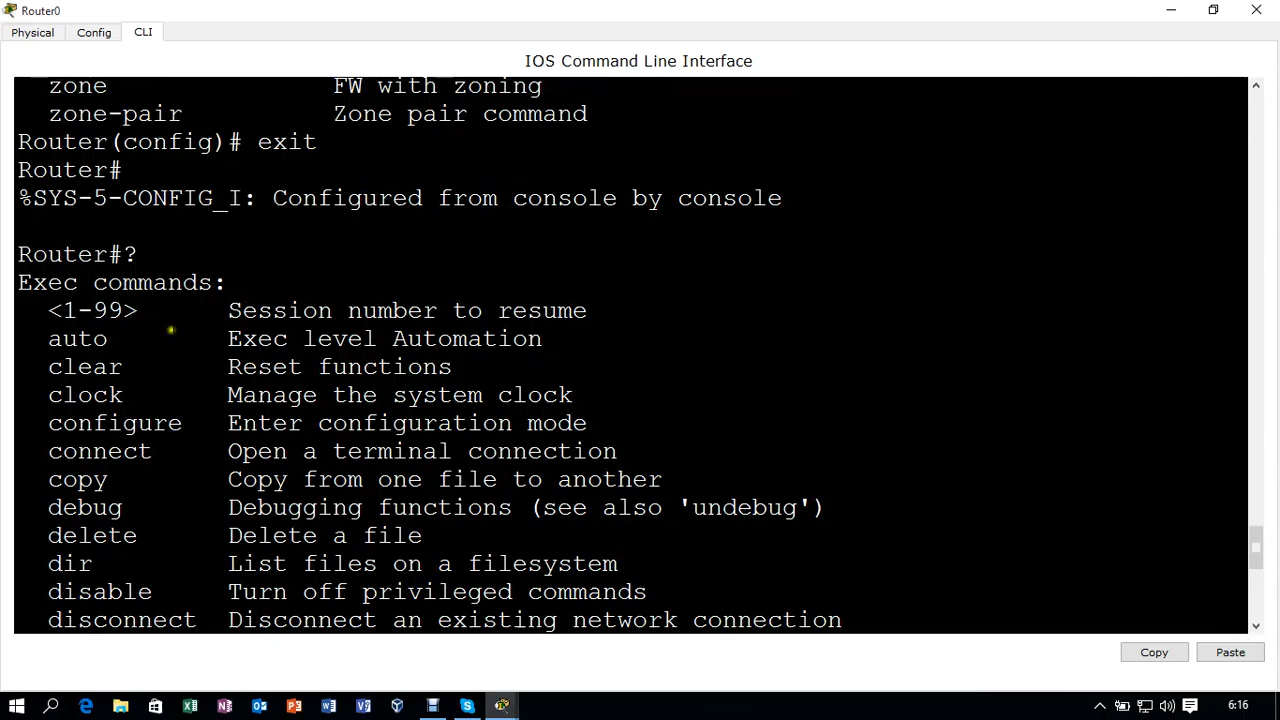 Router0
Physical Config CLI
IOS Command Line Interface
zone FW with zoning
zone-pair Zone pair command
Router(config)# exit
Router#
%SYS-5-CONFIG_I: Configured from console by console
Router#?
Exec commands:
<1-99> Session number to resume
auto Exec level Automation
clear Reset functions
clock Manage the system clock
configure Enter configuration mode
connect Open a terminal connection
copy Copy from one file to another
debug Debugging functions (see also 'undebug')
delete Delete a file
dir List files on a filesystem
disable Turn off privileged commands
disconnect Disconnect an existing network connection
Copy Paste
6:16